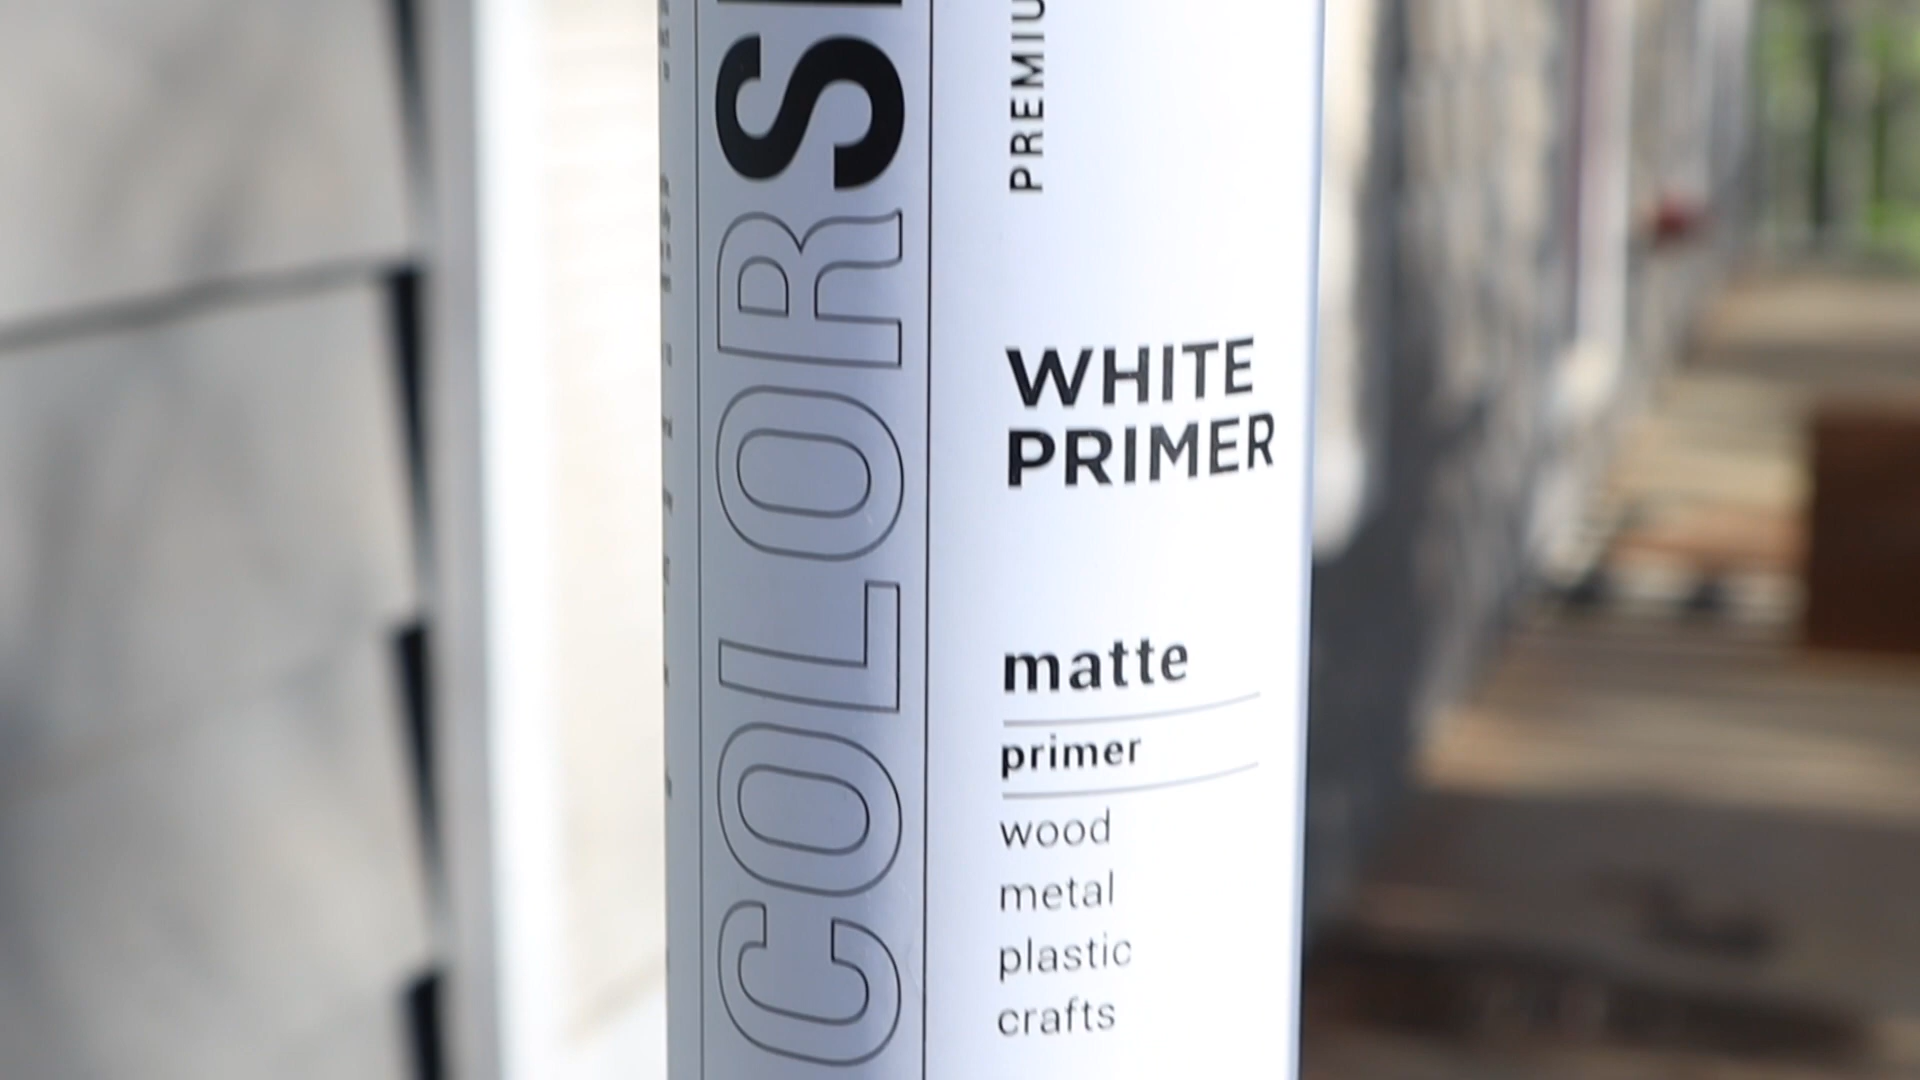 COLORS
PREMIU
WHITE
PRIMER
matte
primer
wood
metal
plastic
crafts